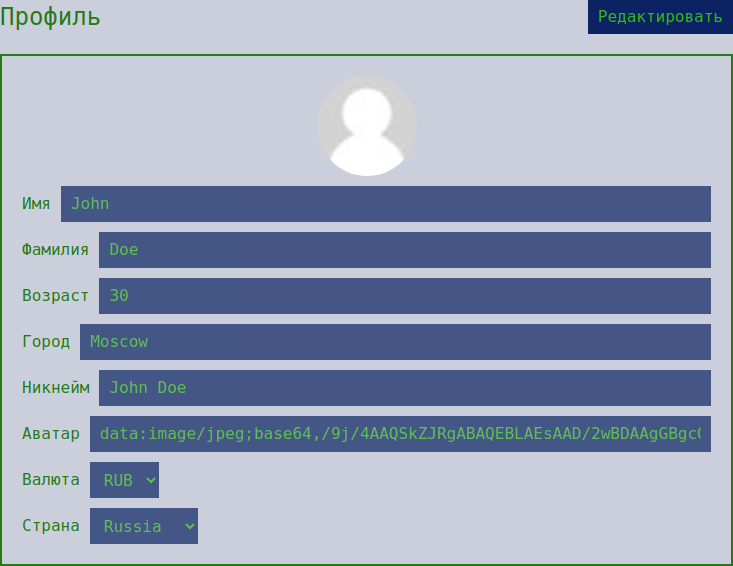 Профиль
Редактировать
Имя John
Фамилия Doe
Возраст 30
Город Moscow
Никнейм John Doe
Аватар data:image/jpeg;base64,/9j/4AAQSkZJRgABAQEBLAEsAAD/2wBDAAgGBgc
Валюта RUB
Страна Russia